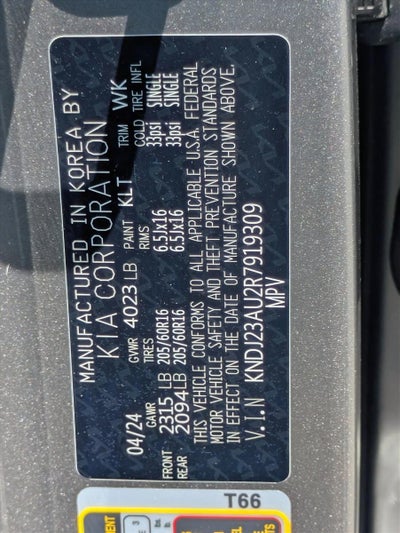 MANUFACTURED IN KOREA BY
KIA CORPORATION
04/24 GVWR 4023 LB PAINT KLT TRIM WK
GAWR TIRES RIMS COLD TIRE INFL
FRONT 2315 LB 205/60R16 6.5Jx16 33psi SINGLE
REAR 2094 LB 205/60R16 6.5Jx16 33psi SINGLE
THIS VEHICLE CONFORMS TO ALL APPLICABLE U.S.A. FEDERAL
MOTOR VEHICLE SAFETY AND THEFT PREVENTION STANDARDS
IN EFFECT ON THE DATE OF MANUFACTURE SHOWN ABOVE.
V.I.N KNDJ23AU2R7919309
MPV
T66